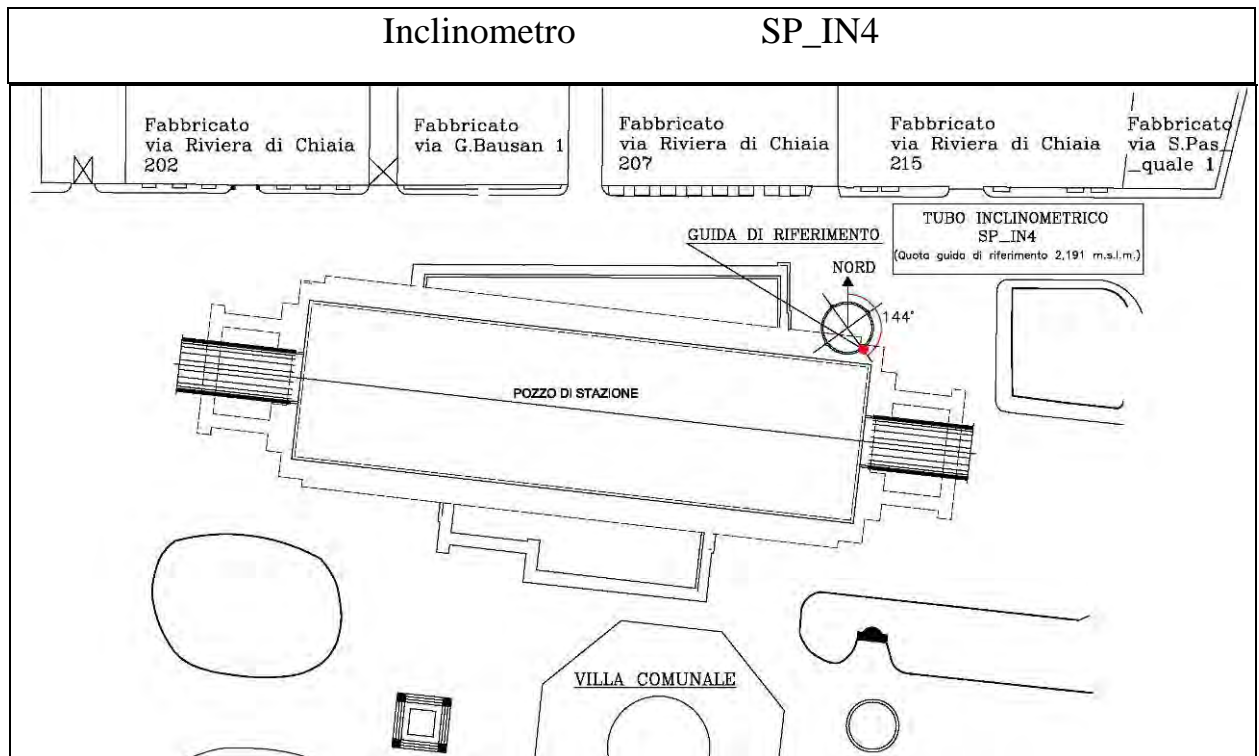 Inclinometro SP_IN4
Fabbricato
via Riviera di Chiaia
202
Fabbricato
via G.Bausan 1
Fabbricato
via Riviera di Chiaia
207
Fabbricato
via Riviera di Chiaia
215
Fabbricato
via S.Pas_
_quale 1
TUBO INCLINOMETRICO
SP_IN4
(Quota guida di riferimento 2,191 m.s.l.m.)
GUIDA DI RIFERIMENTO
NORD
144°
POZZO DI STAZIONE
VILLA COMUNALE